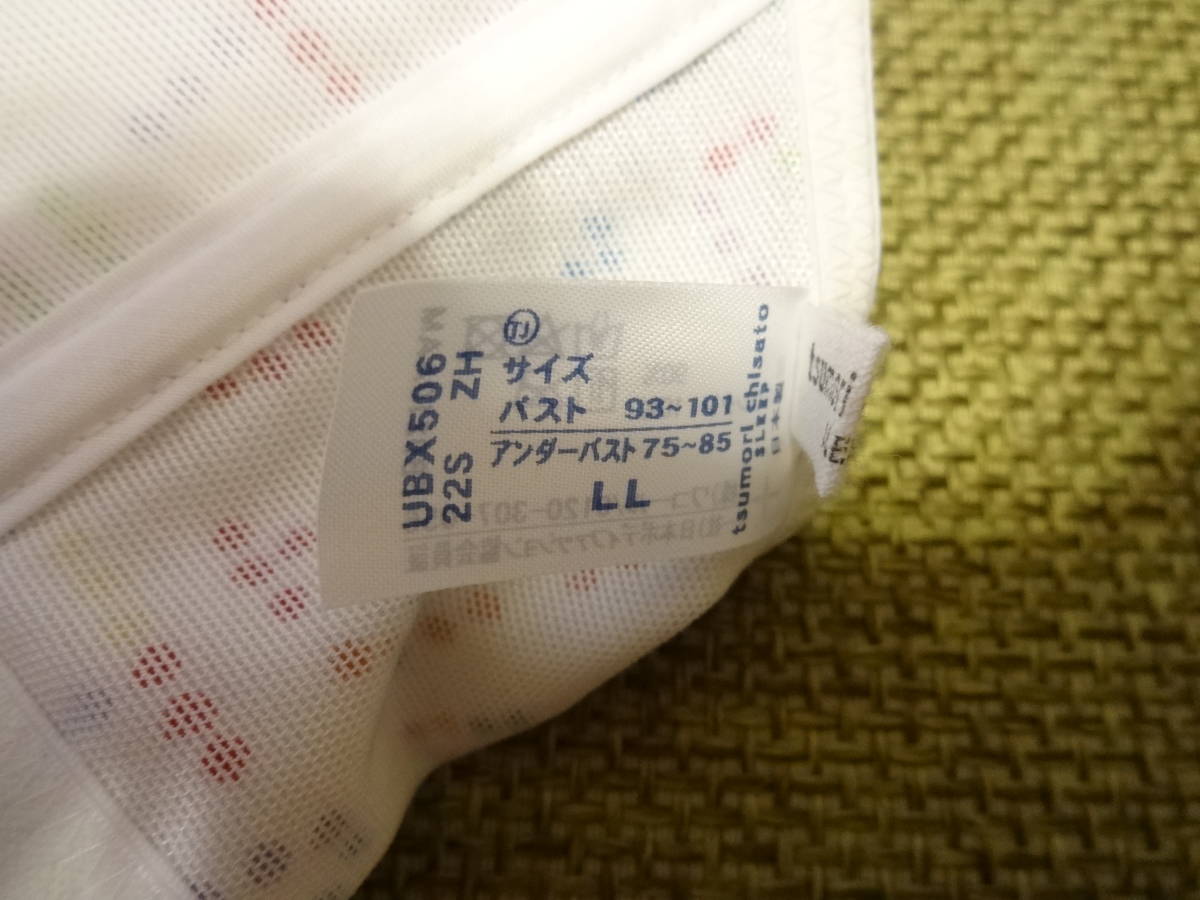 TJ
サイズ
バスト 93~101
アンダーバスト 75~85
LL
UBX506
22S ZH
tsumori chisato
SLEEP
日本製
tsumori